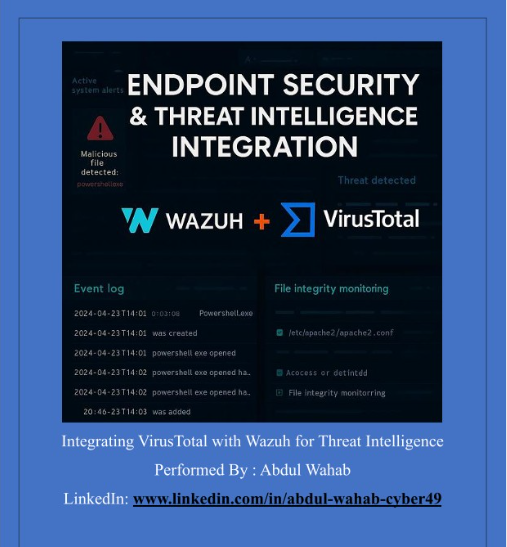 Active
system alerts
ENDPOINT SECURITY
& THREAT INTELLIGENCE
INTEGRATION
Malicious
file
detected:
powershellexe
Threat detected
WAZUH + VirusTotal
Event log
2024-04-23T14:01 0:03:08 Powershell.exe
2024-04-23T14:01 was created
2024-04-23T14:01 powershell exe opened
2024-04-23T14:02 powershell exe opened ha..
2024-04-23T14:02 powershell exe opened ha..
20:46-23T14:03 was added
File integrity monitoring
/etc/apache2/apache2.conf
Acocess or detintdd
File integrity monitorring
Integrating VirusTotal with Wazuh for Threat Intelligence
Performed By : Abdul Wahab
LinkedIn: www.linkedin.com/in/abdul-wahab-cyber49